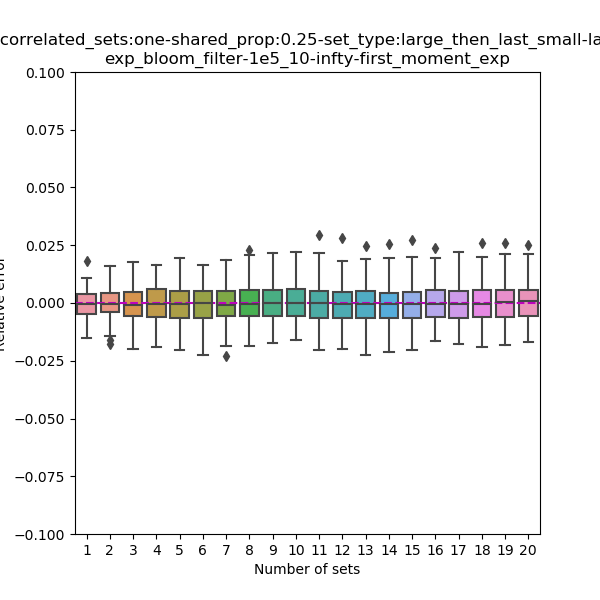 correlated_sets:one-shared_prop:0.25-set_type:large_then_last_small-la
exp_bloom_filter-1e5_10-infty-first_moment_exp
0.100
0.075
0.050
0.025
0.000
−0.025
−0.050
−0.075
−0.100
Relative error
1 2 3 4 5 6 7 8 9 10 11 12 13 14 15 16 17 18 19 20
Number of sets